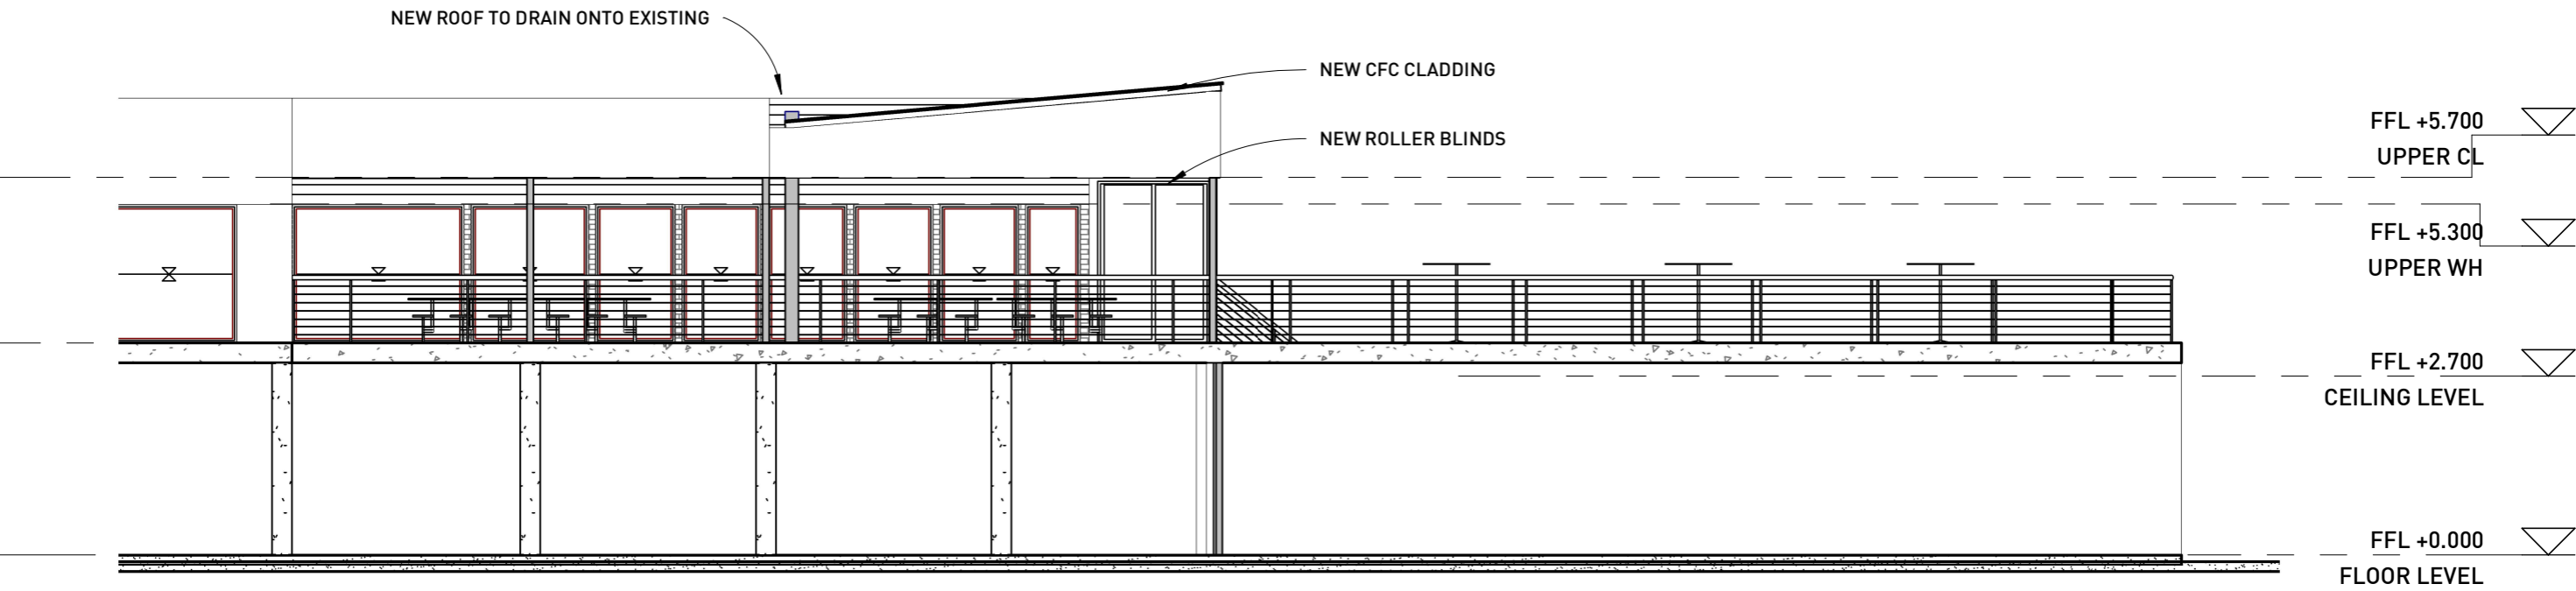 NEW ROOF TO DRAIN ONTO EXISTING
NEW CFC CLADDING
NEW ROLLER BLINDS
FFL +5.700
UPPER CL
FFL +5.300
UPPER WH
FFL +2.700
CEILING LEVEL
FFL +0.000
FLOOR LEVEL